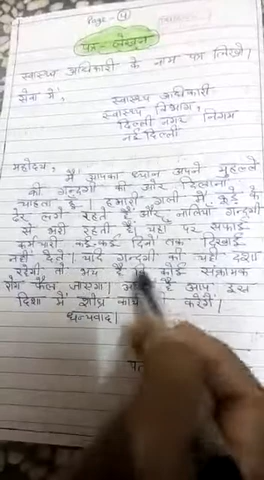 Page - 4
पत्र-लेखन
स्वास्थ्य अधिकारी के नाम पत्र लिखो।
सेवा में,
स्वास्थ्य अधिकारी
स्वास्थ्य विभाग,
दिल्ली नगर निगम
नई दिल्ली
महोदय,
मैं आपका ध्यान अपने मुहल्ले
की गन्दगी की ओर दिलाना
चाहता हूँ। हमारी गली में कूड़े के
ढेर लगे रहते हैं और नालियाँ गन्दगी
से भरी रहती हैं। यहाँ पर सफाई
कर्मचारी कई-कई दिनों तक दिखाई
नहीं देते। यदि गन्दगी की यही दशा
रहेगी तो भय है कोई संक्रामक
रोग फैल जाएगा। है आप इस
दिशा में शीघ्र करेंगे।
धन्यवाद।